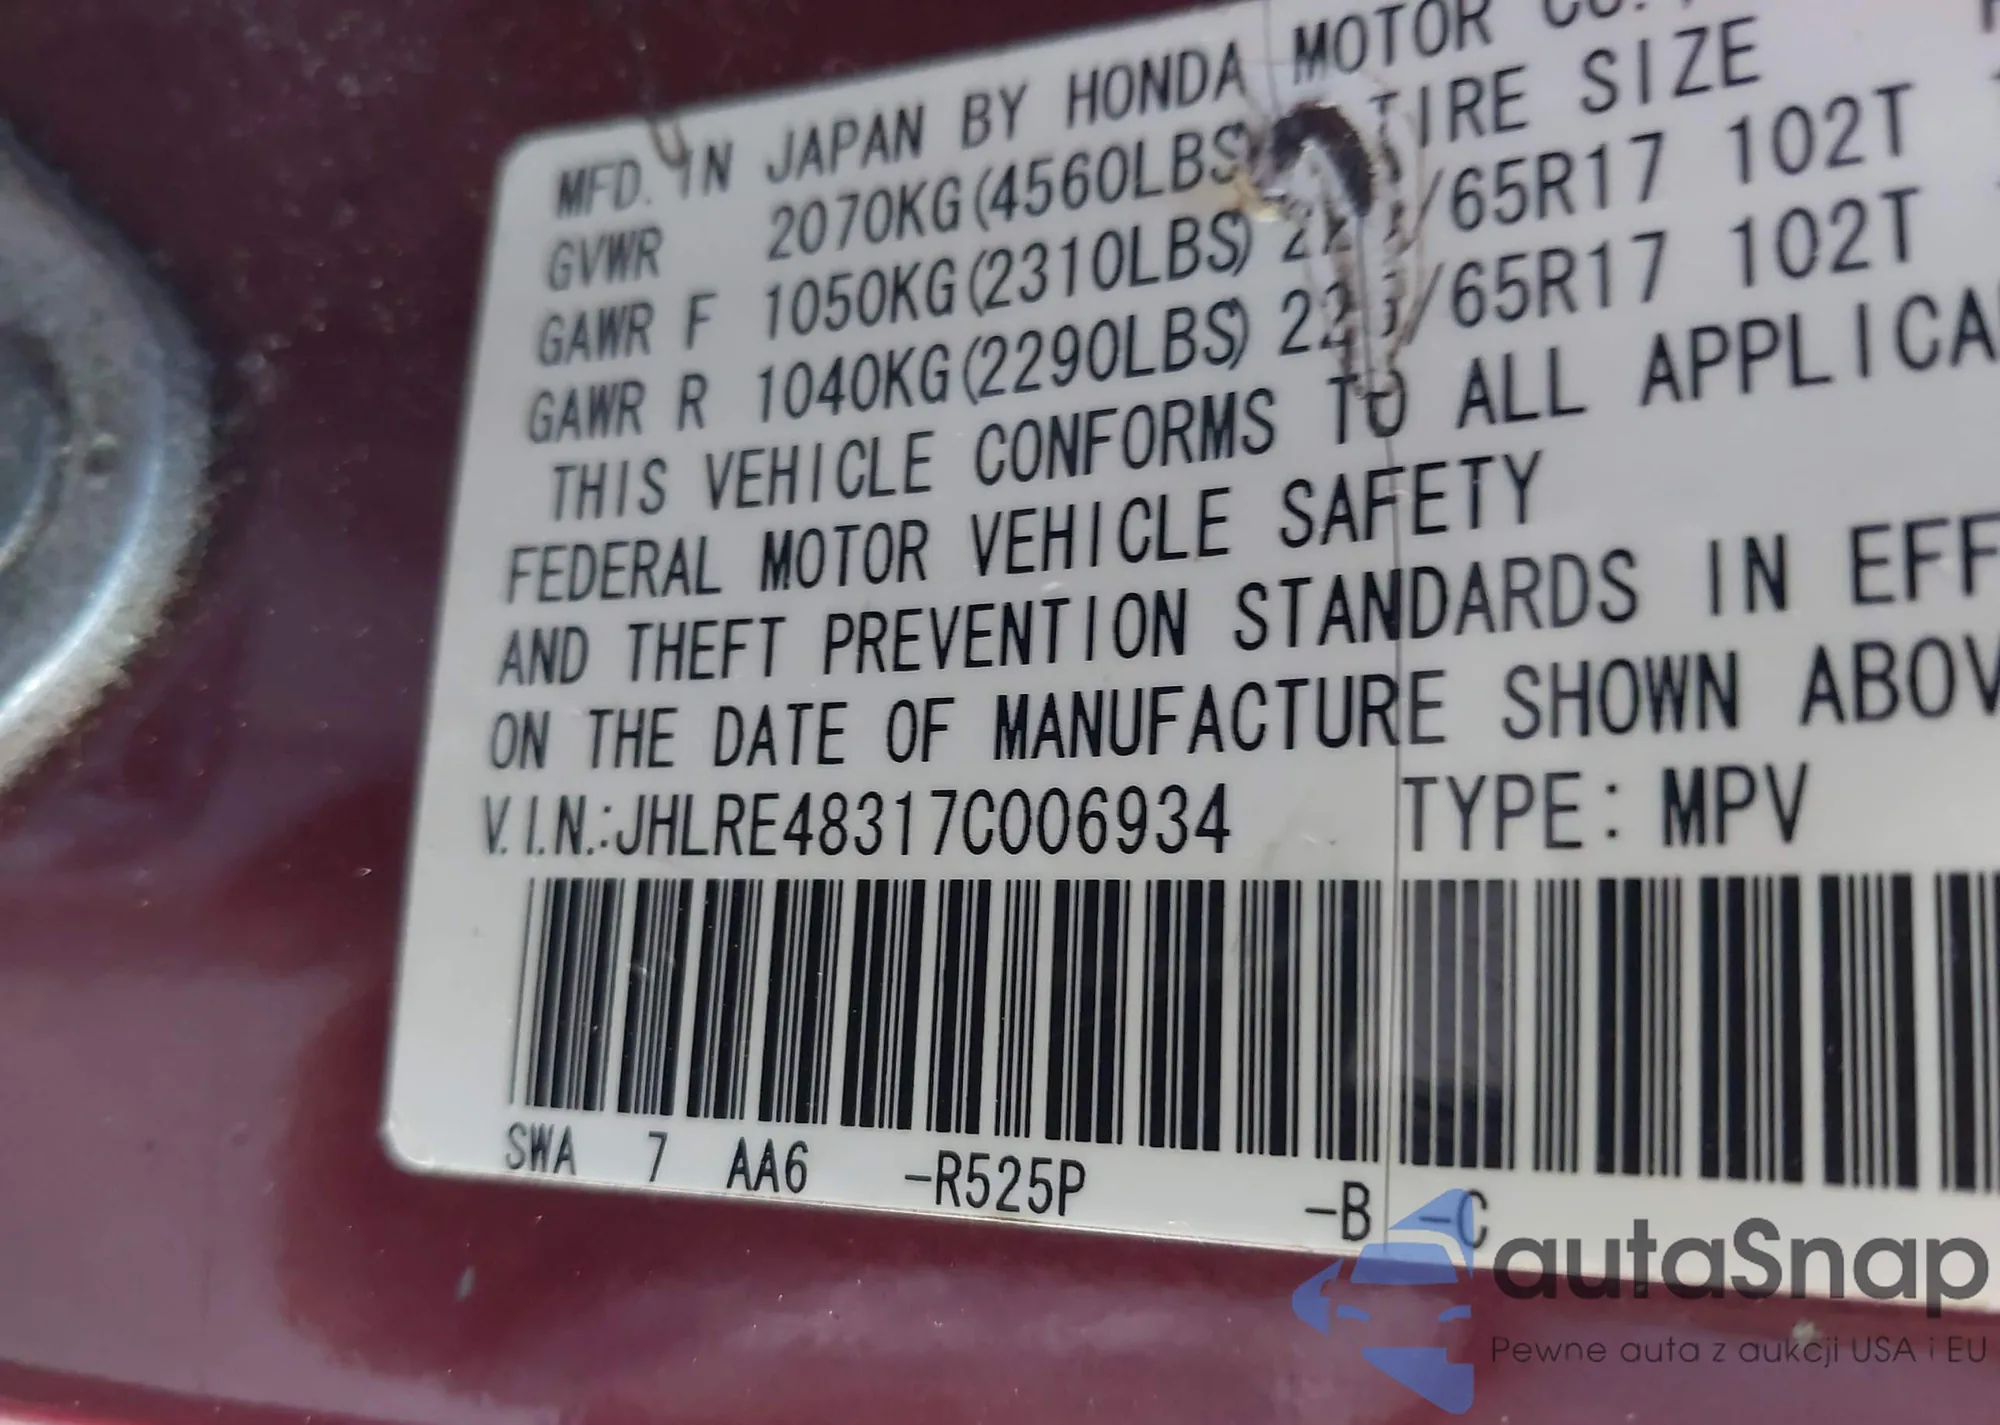 MFD. IN JAPAN BY HONDA MOTOR CO.
GVWR 2070KG(4560LBS) TIRE SIZE
GAWR F 1050KG(2310LBS) 225/65R17 102T
GAWR R 1040KG(2290LBS) 225/65R17 102T
THIS VEHICLE CONFORMS TO ALL APPLICA
FEDERAL MOTOR VEHICLE SAFETY
AND THEFT PREVENTION STANDARDS IN EFF
ON THE DATE OF MANUFACTURE SHOWN ABOV
V.I.N.:JHLRE48317C006934 TYPE: MPV
SWA 7 AA6 -R525P -B -C
autaSnap
Pewne auta z aukcji USA i EU